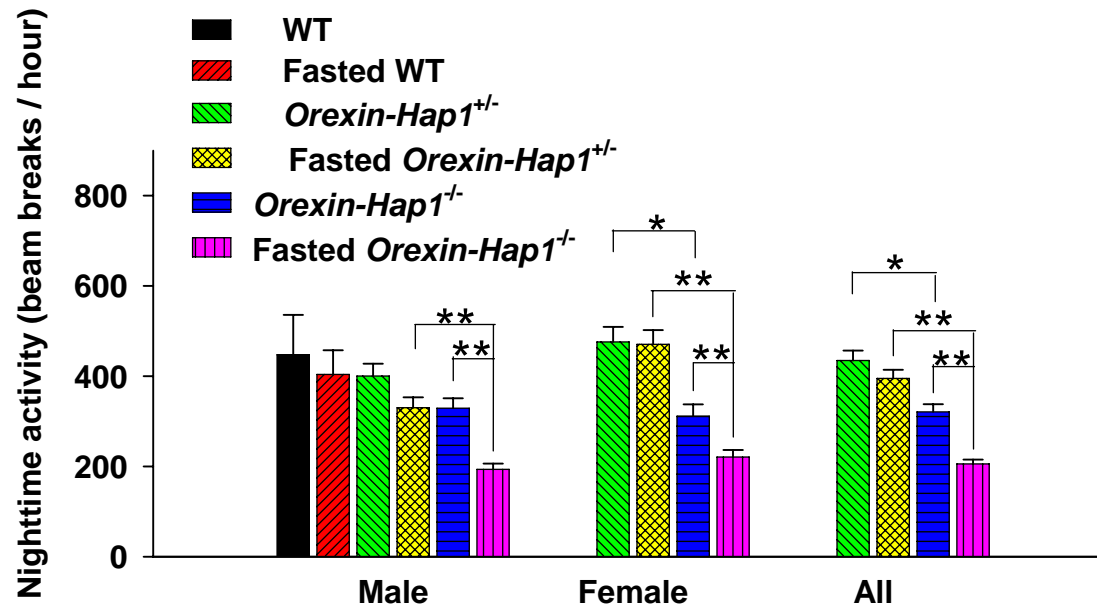 Nighttime activity (beam breaks / hour)
WT
Fasted WT
Orexin-Hap1+/-
Fasted Orexin-Hap1+/-
Orexin-Hap1-/-
Fasted Orexin-Hap1-/-
800
600
400
200
0
**
**
*
**
**
*
**
**
Male Female All